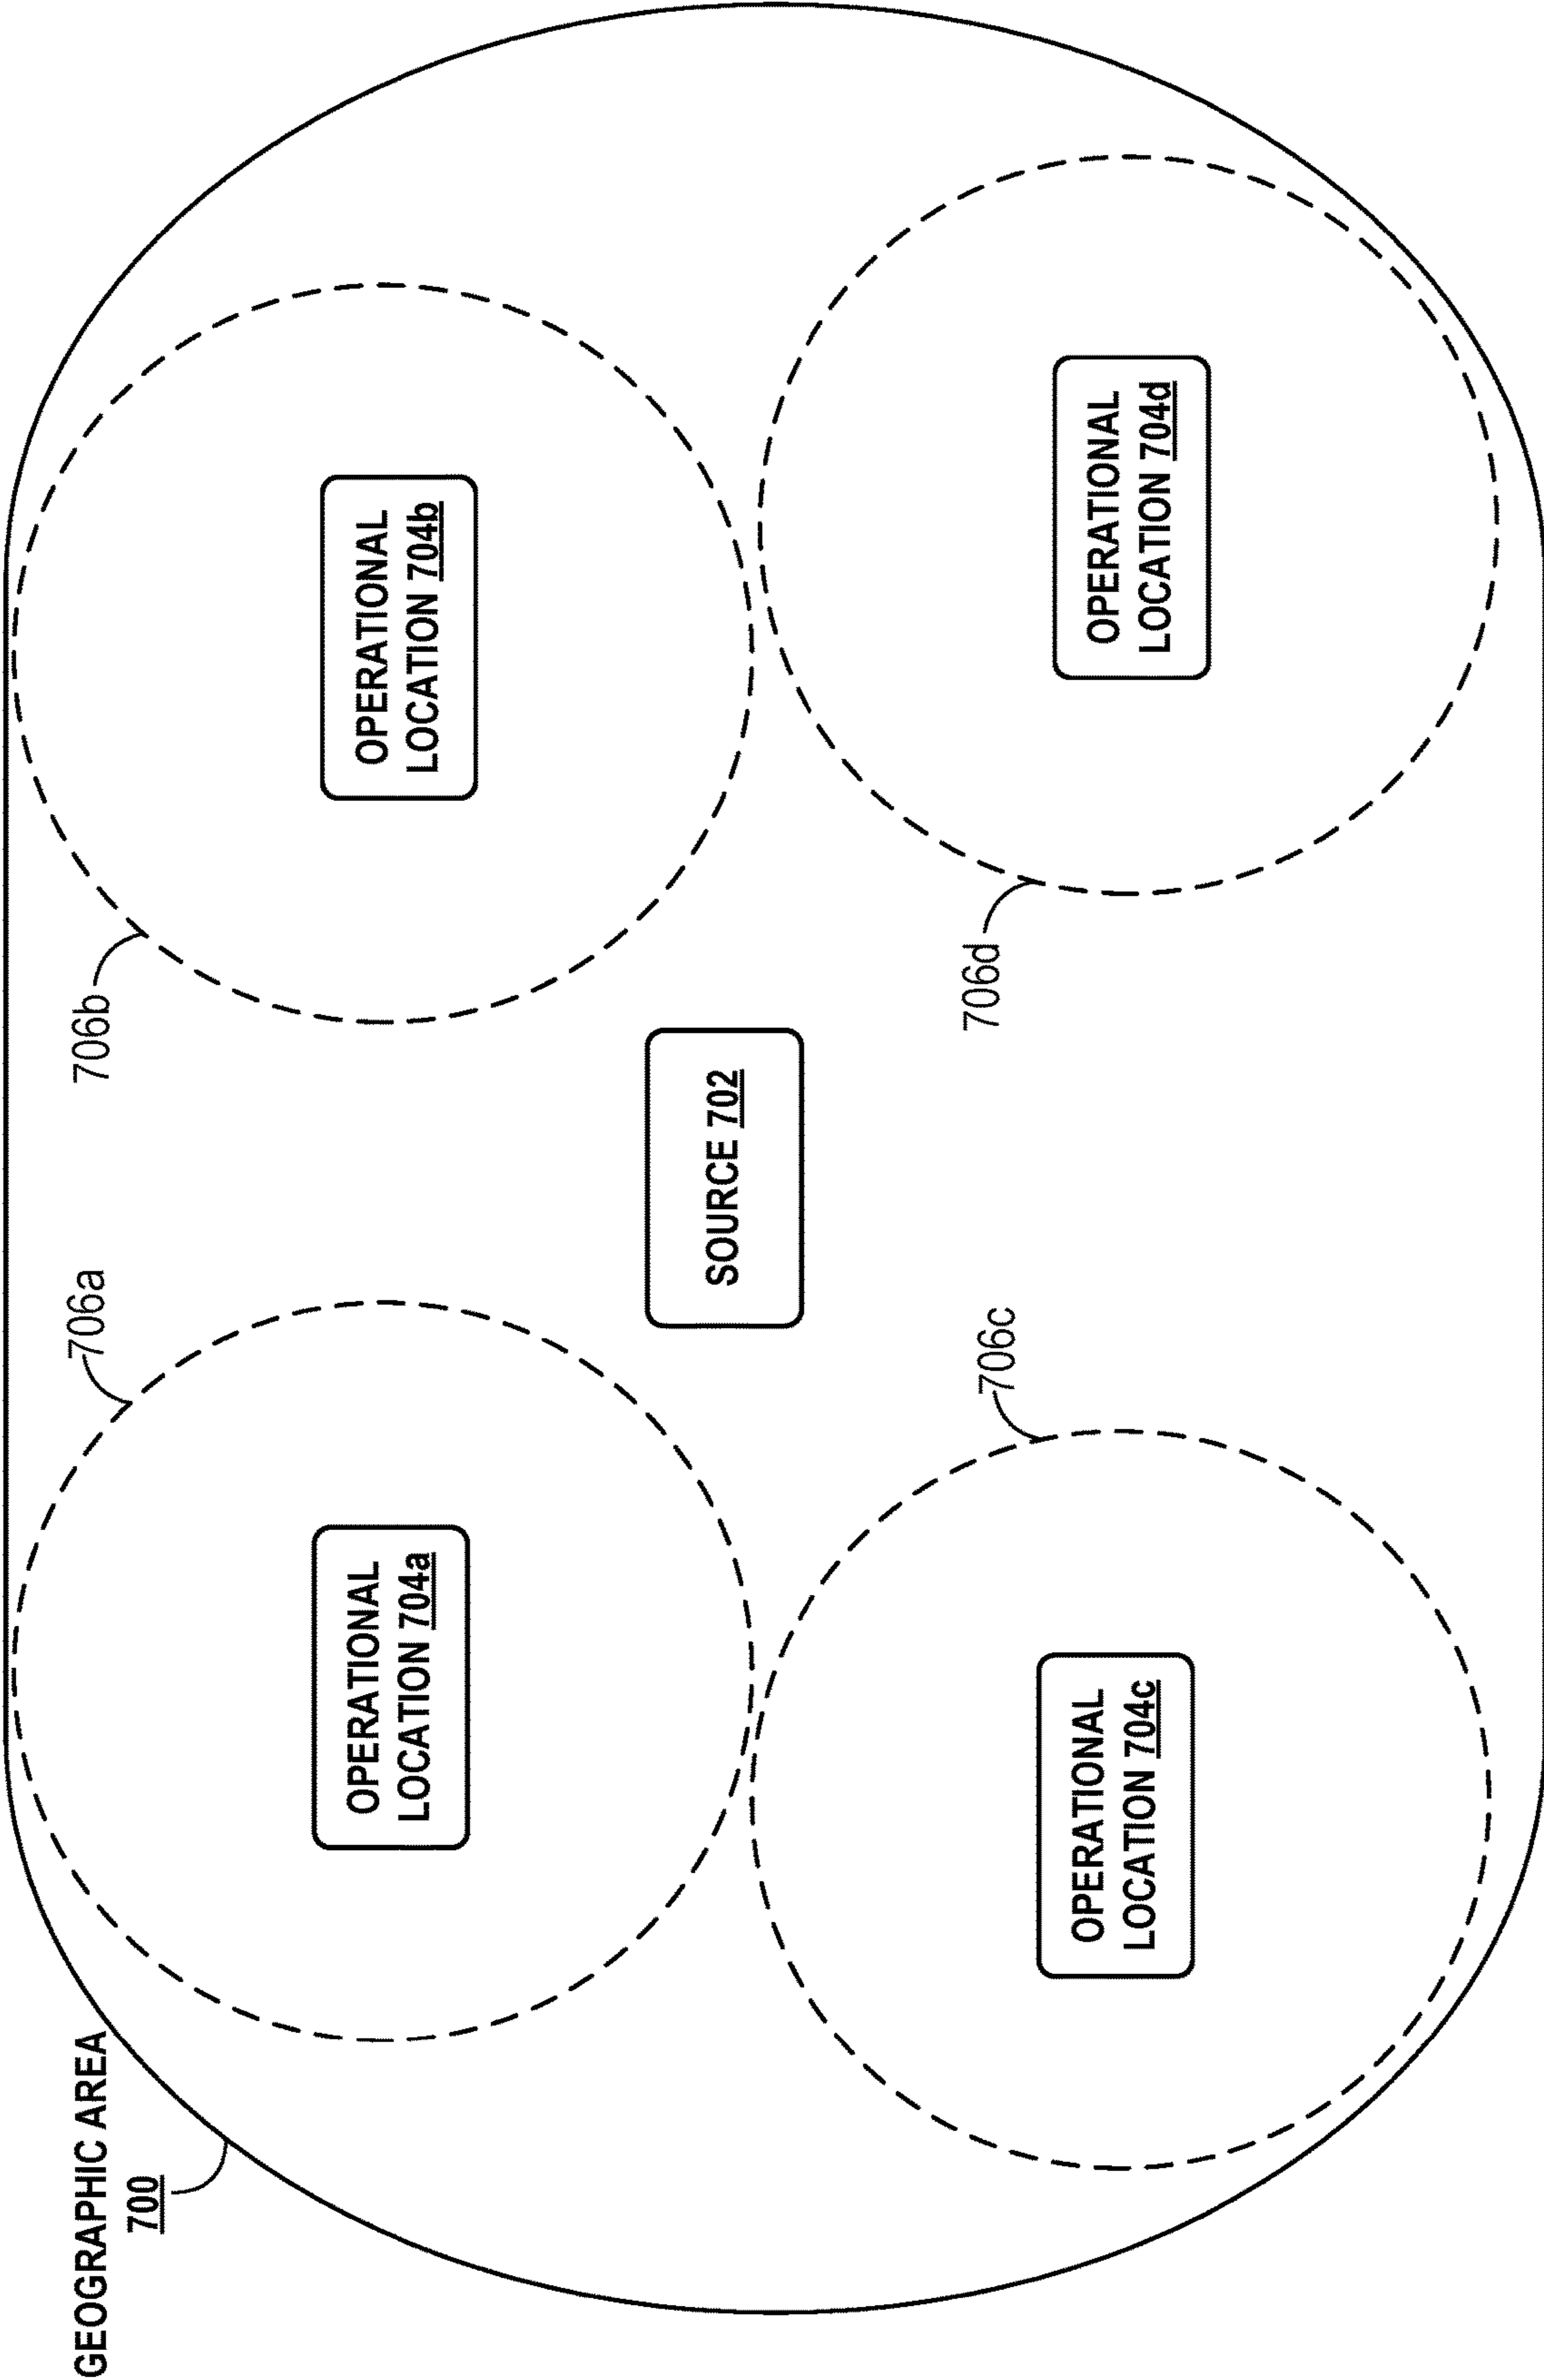 GEOGRAPHIC AREA
700
706a
706b
OPERATIONAL
LOCATION 704a
OPERATIONAL
LOCATION 704b
SOURCE 702
706c
706d
OPERATIONAL
LOCATION 704c
OPERATIONAL
LOCATION 704d